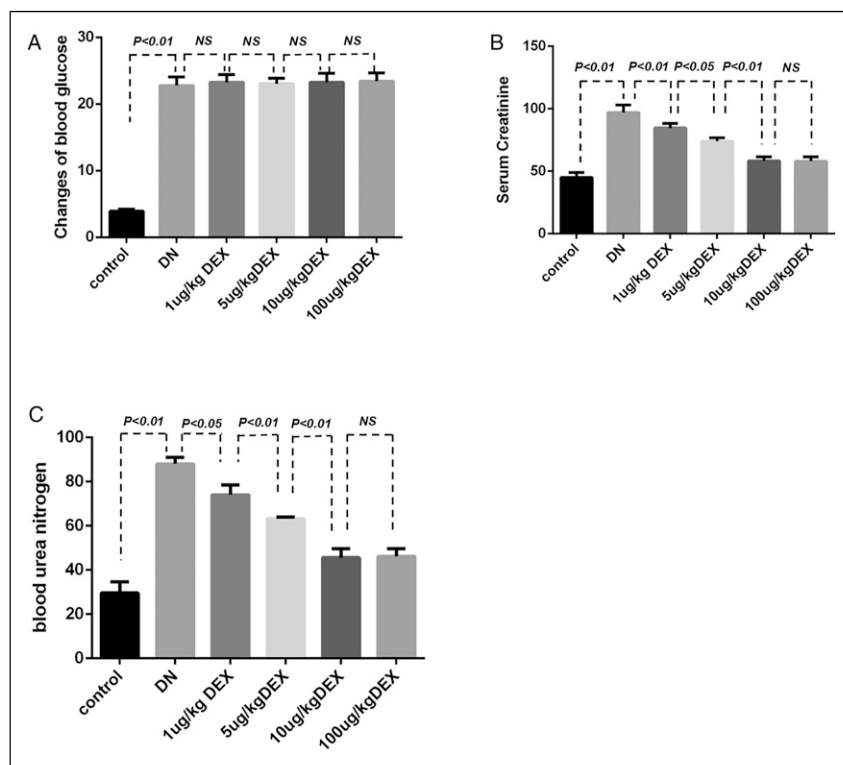 A
P<0.01 NS NS NS NS
Changes of blood glucose
30
20
10
0
control DN 1ug/kg DEX 5ug/kgDEX 10ug/kgDEX 100ug/kgDEX
B
P<0.01 P<0.01 P<0.05 P<0.01 NS
Serum Creatinine
150
100
50
0
control DN 1ug/kg DEX 5ug/kgDEX 10ug/kgDEX 100ug/kgDEX
C
P<0.01 P<0.05 P<0.01 P<0.01 NS
blood urea nitrogen
100
80
60
40
20
0
control DN 1ug/kg DEX 5ug/kgDEX 10ug/kgDEX 100ug/kgDEX